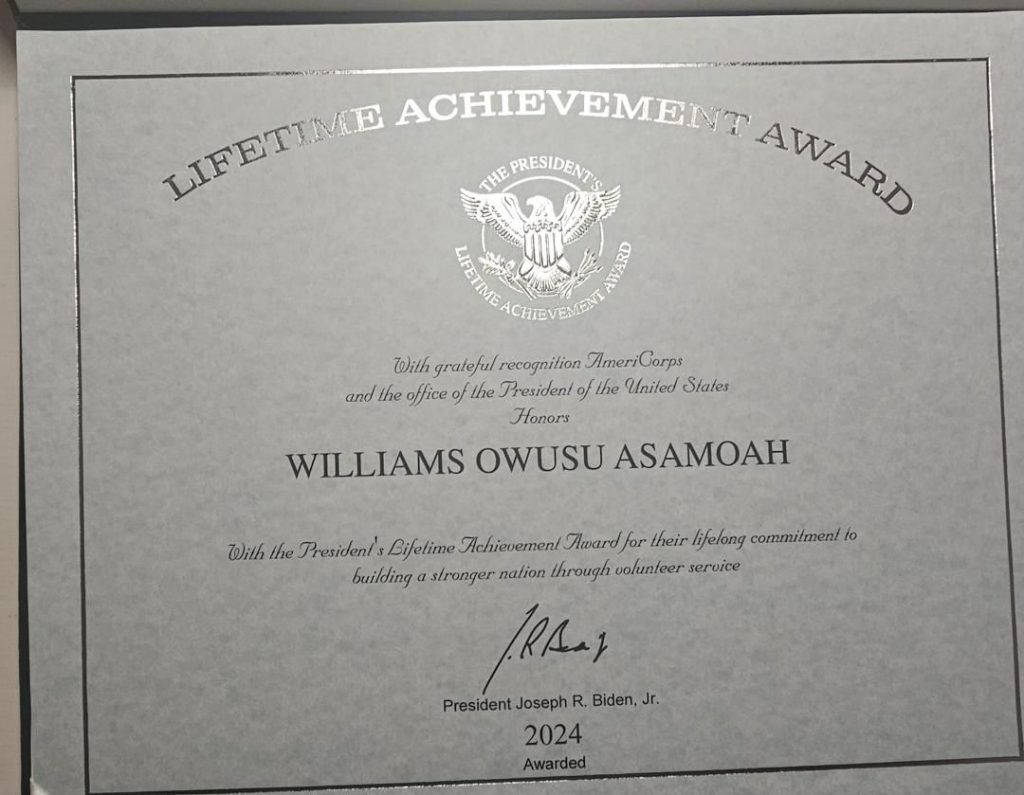 LIFETIME ACHIEVEMENT AWARD
THE PRESIDENT'S
LIFETIME ACHIEVEMENT AWARD
With grateful recognition AmeriCorps
and the office of the President of the United States
Honors
WILLIAMS OWUSU ASAMOAH
With the President's Lifetime Achievement Award for their lifelong commitment to
building a stronger nation through volunteer service
President Joseph R. Biden, Jr.
2024
Awarded